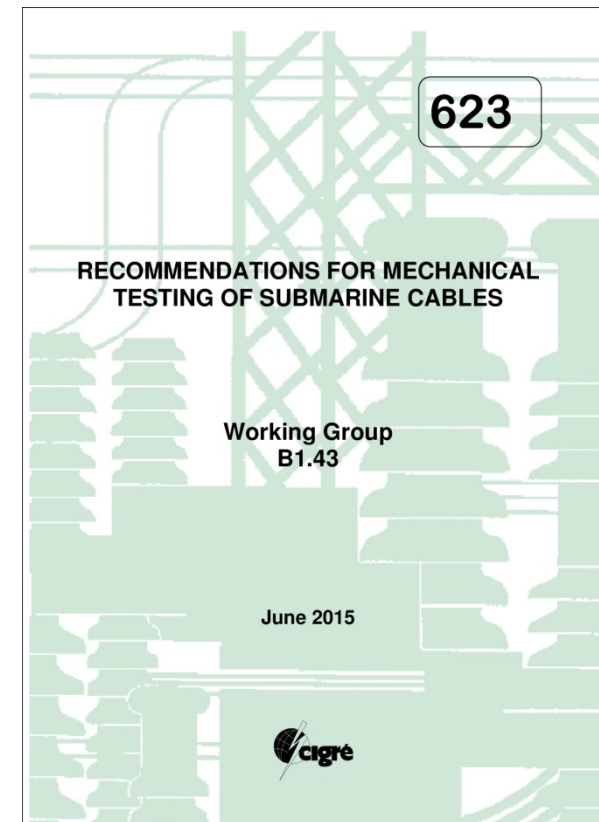 623
RECOMMENDATIONS FOR MECHANICAL
TESTING OF SUBMARINE CABLES
Working Group
B1.43
June 2015
cigré